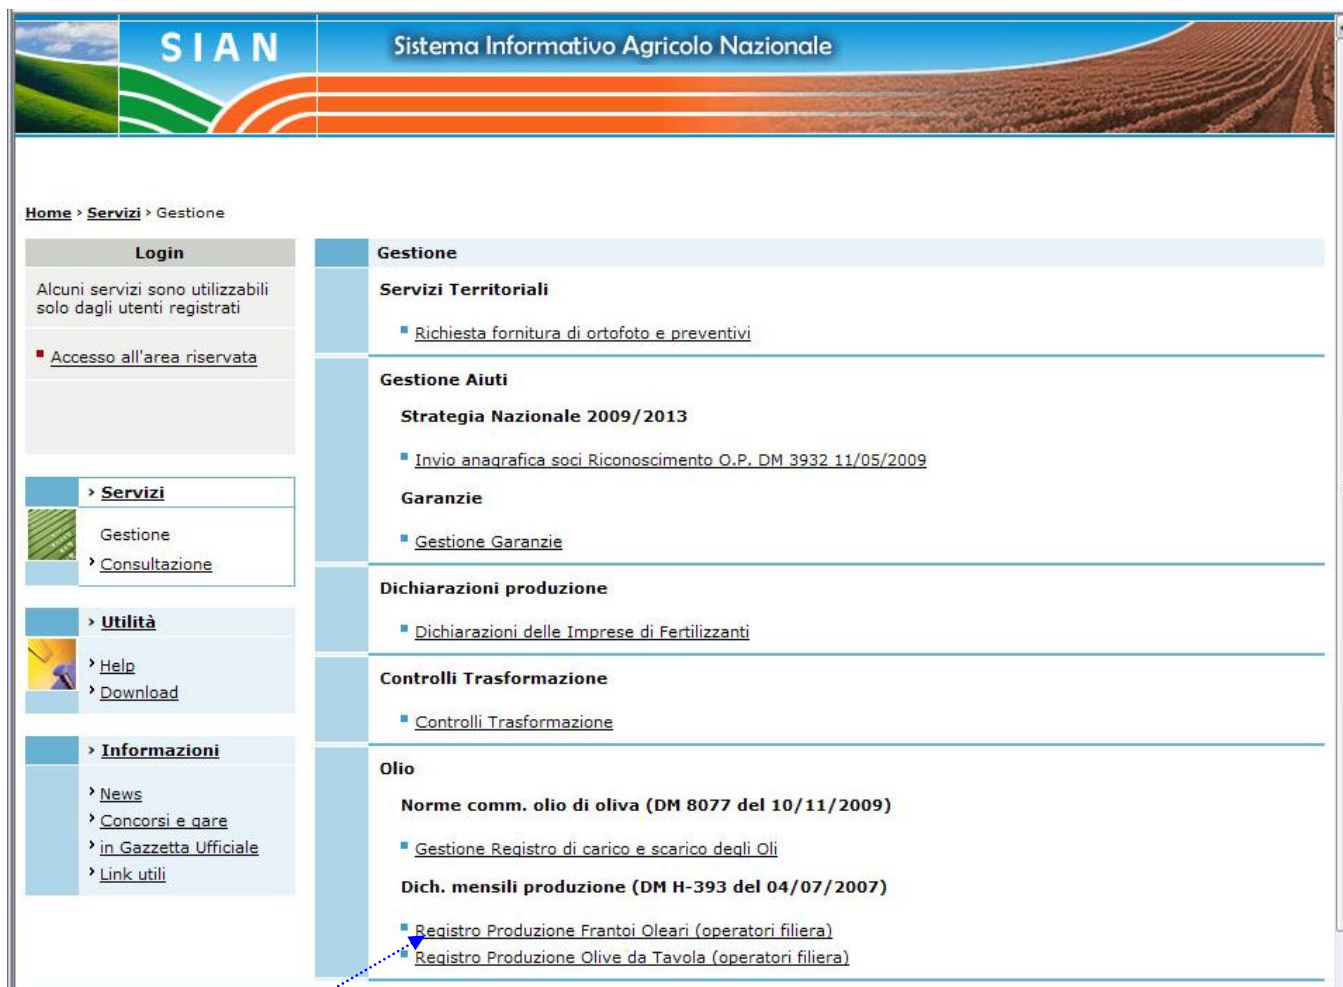 SIAN
Sistema Informativo Agricolo Nazionale
Home › Servizi › Gestione
Login
Alcuni servizi sono utilizzabili
solo dagli utenti registrati
Accesso all'area riservata
› Servizi
Gestione
› Consultazione
› Utilità
› Help
› Download
› Informazioni
› News
› Concorsi e gare
› in Gazzetta Ufficiale
› Link utili
Gestione
Servizi Territoriali
Richiesta fornitura di ortofoto e preventivi
Gestione Aiuti
Strategia Nazionale 2009/2013
Invio anagrafica soci Riconoscimento O.P. DM 3932 11/05/2009
Garanzie
Gestione Garanzie
Dichiarazioni produzione
Dichiarazioni delle Imprese di Fertilizzanti
Controlli Trasformazione
Controlli Trasformazione
Olio
Norme comm. olio di oliva (DM 8077 del 10/11/2009)
Gestione Registro di carico e scarico degli Oli
Dich. mensili produzione (DM H-393 del 04/07/2007)
Registro Produzione Frantoi Oleari (operatori filiera)
Registro Produzione Olive da Tavola (operatori filiera)